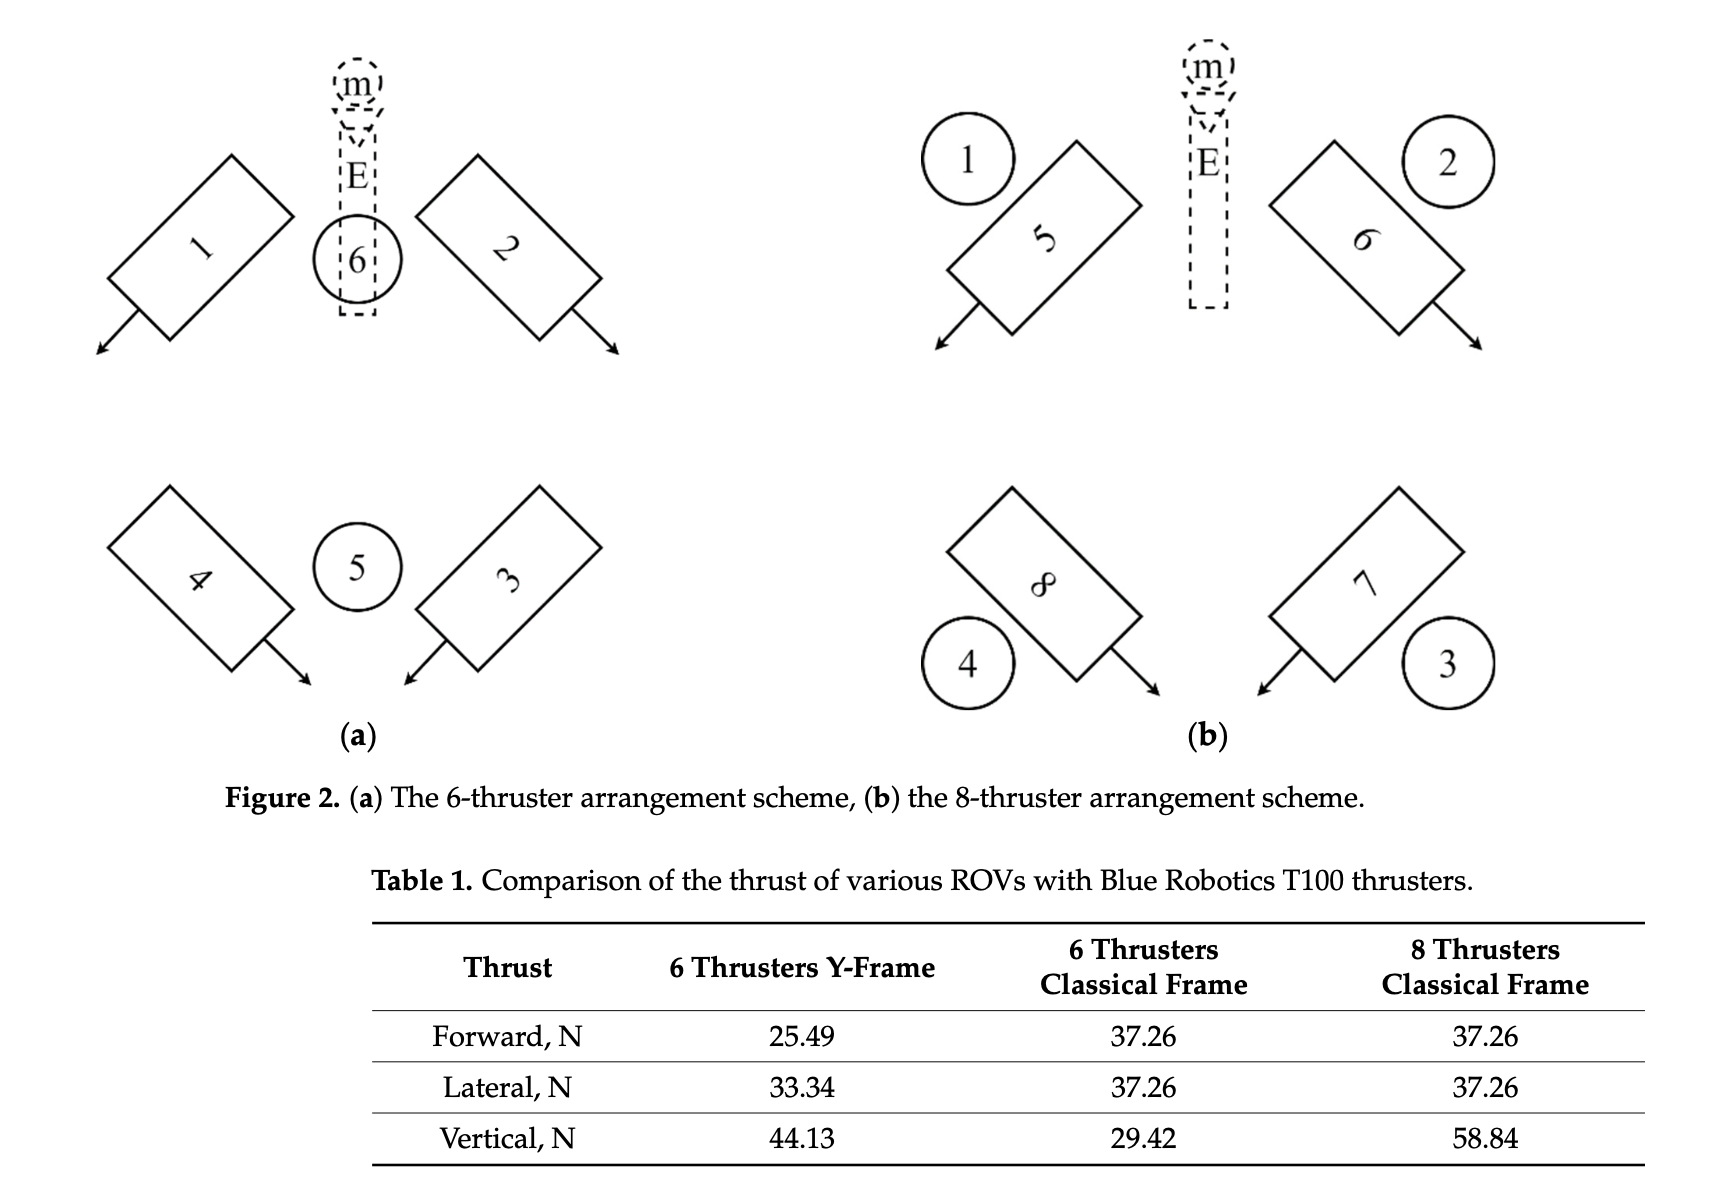 m
E
1
6
2
4
5
3
(a)
m
1
E
2
5
6
8
7
4
3
(b)
Figure 2. (a) The 6-thruster arrangement scheme, (b) the 8-thruster arrangement scheme.
Table 1. Comparison of the thrust of various ROVs with Blue Robotics T100 thrusters.
Thrust 6 Thrusters Y-Frame 6 Thrusters Classical Frame 8 Thrusters Classical Frame
Forward, N 25.49 37.26 37.26
Lateral, N 33.34 37.26 37.26
Vertical, N 44.13 29.42 58.84